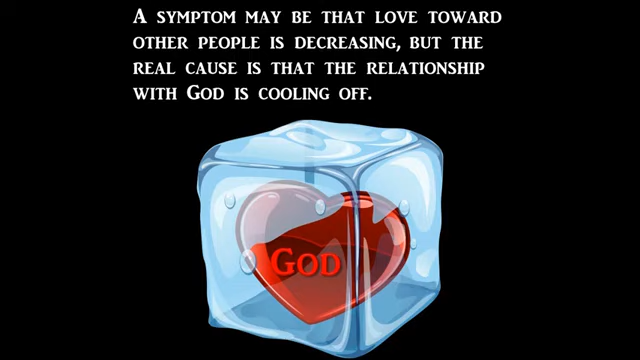 A symptom may be that love toward
other people is decreasing, but the
real cause is that the relationship
with God is cooling off.
God